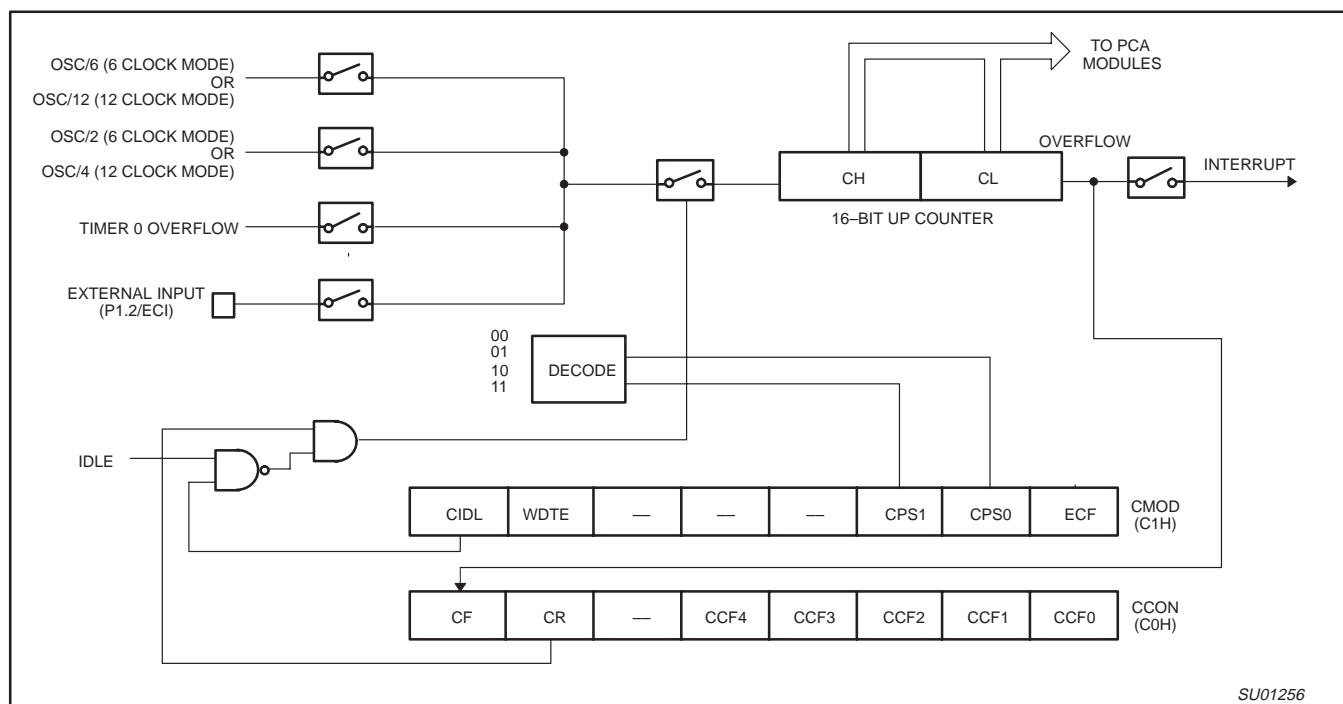 OSC/6 (6 CLOCK MODE)
OR
OSC/12 (12 CLOCK MODE)
OSC/2 (6 CLOCK MODE)
OR
OSC/4 (12 CLOCK MODE)
TIMER 0 OVERFLOW
EXTERNAL INPUT
(P1.2/ECI)
TO PCA
MODULES
OVERFLOW
CH
CL
INTERRUPT
16–BIT UP COUNTER
00
01
10
11
DECODE
IDLE
CIDL
WDTE
––
––
––
CPS1
CPS0
ECF
CMOD
(C1H)
CF
CR
––
CCF4
CCF3
CCF2
CCF1
CCF0
CCON
(C0H)
SU01256